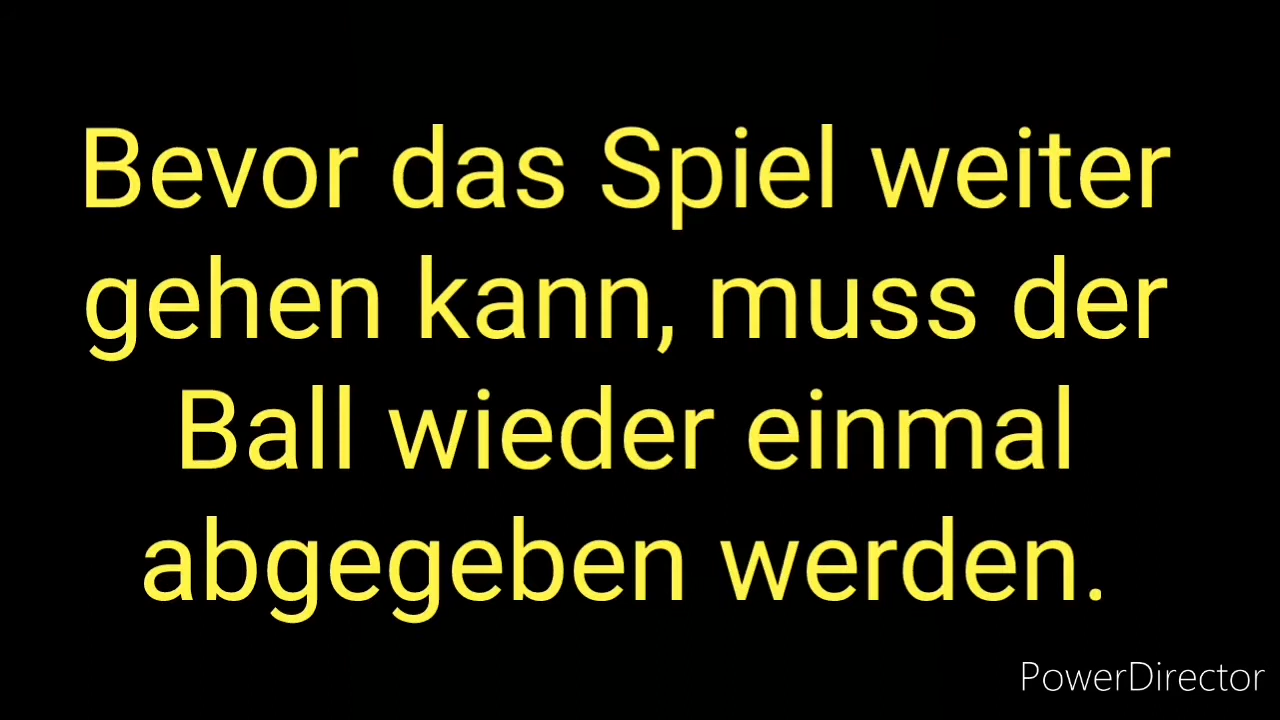 Bevor das Spiel weiter
gehen kann, muss der
Ball wieder einmal
abgegeben werden.
PowerDirector